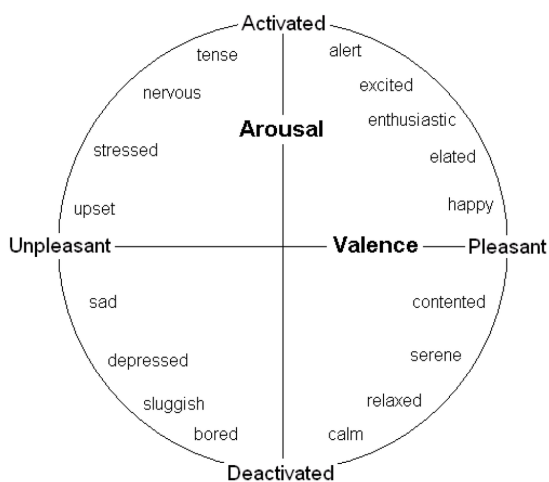 Activated
tense
alert
nervous
excited
Arousal
enthusiastic
stressed
elated
upset
happy
Unpleasant
Valence
Pleasant
sad
contented
depressed
serene
sluggish
relaxed
bored
calm
Deactivated